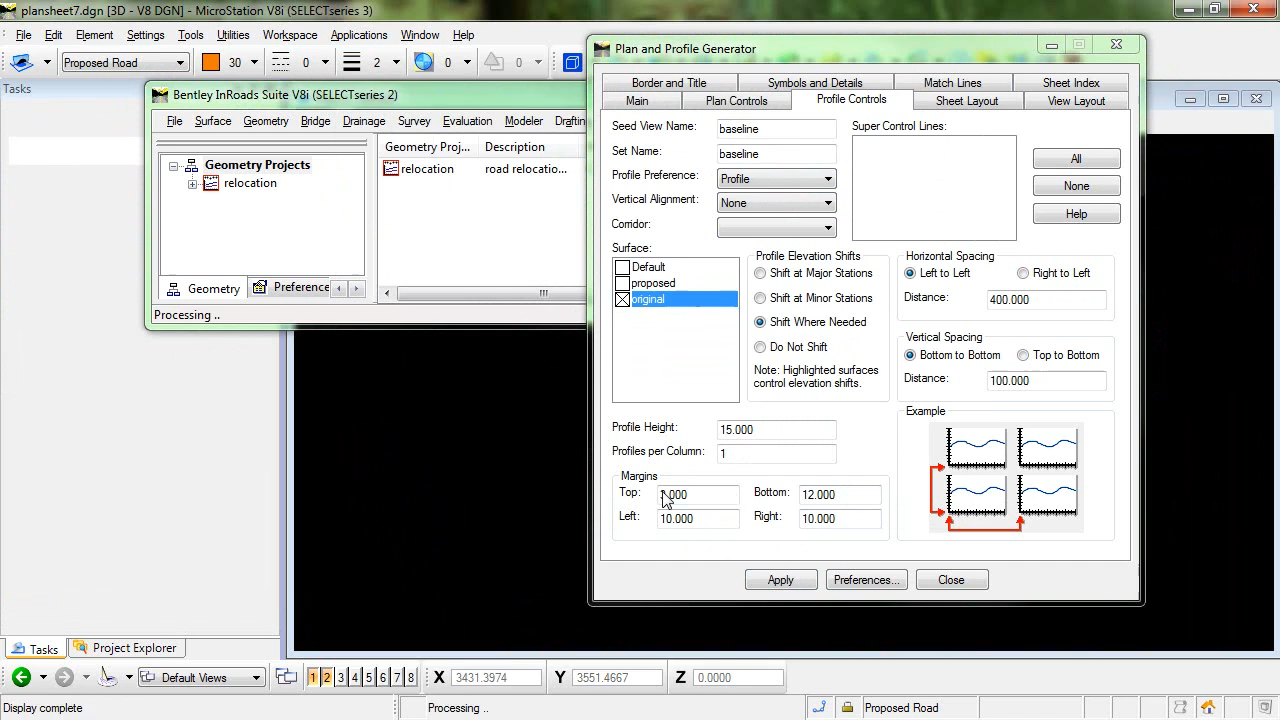 plansheet7.dgn [3D - V8 DGN] - MicroStation V8i (SELECTseries 3)
File Edit Element Settings Tools Utilities Workspace Applications Window Help
Proposed Road 30 0 2 0 0
Tasks
Bentley InRoads Suite V8i (SELECTseries 2)
File Surface Geometry Bridge Drainage Survey Evaluation Modeler Draftin
Geometry Projects
relocation
Geometry Proj... Description
relocation road relocatio...
Geometry Preference
Processing ..
Plan and Profile Generator
Border and Title Symbols and Details Match Lines Sheet Index
Main Plan Controls Profile Controls Sheet Layout View Layout
Seed View Name: baseline
Set Name: baseline
Profile Preference: Profile
Vertical Alignment: None
Corridor:
Super Control Lines:
All
None
Help
Surface:
Default
proposed
original
Profile Elevation Shifts
Shift at Major Stations
Shift at Minor Stations
Shift Where Needed
Do Not Shift
Note: Highlighted surfaces
control elevation shifts.
Horizontal Spacing
Left to Left Right to Left
Distance: 400.000
Vertical Spacing
Bottom to Bottom Top to Bottom
Distance: 100.000
Profile Height: 15.000
Profiles per Column: 1
Margins
Top: Bottom: 12.000
Left: 10.000 Right: 10.000
Example
Apply Preferences... Close
Tasks Project Explorer
Default Views 1 2 3 4 5 6 7 8 X 3431.3974 Y 3551.4667 Z 0.0000
Display complete Processing .. Proposed Road